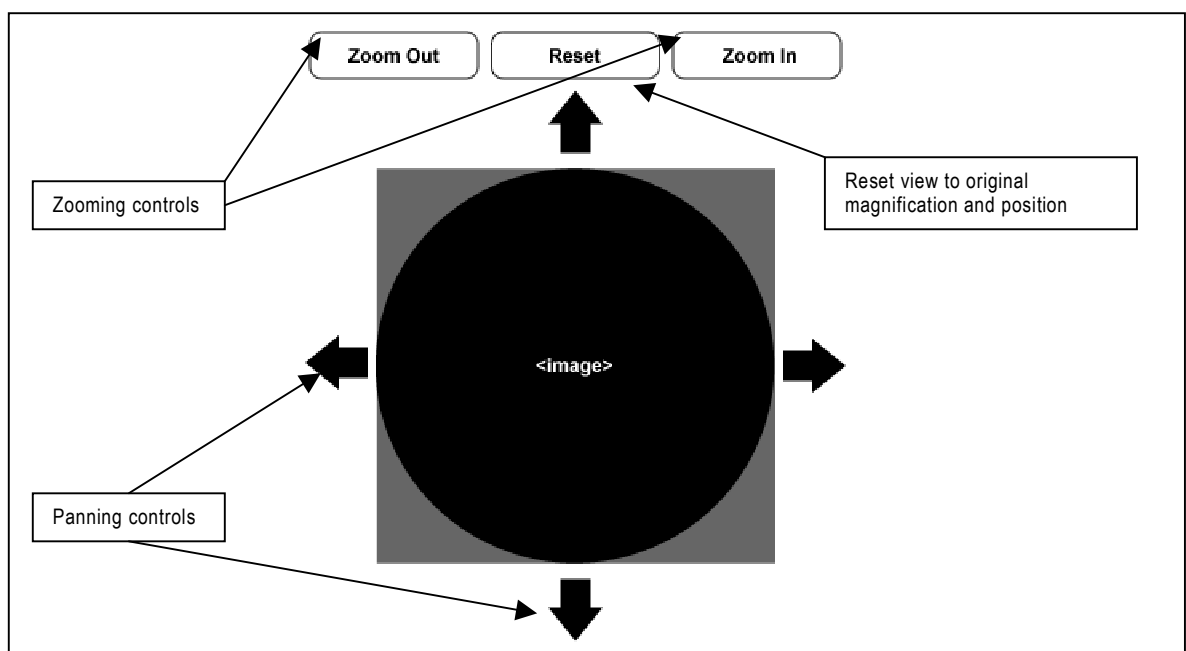 Zoom Out
Reset
Zoom In
Zooming controls
Reset view to original
magnification and position
<image>
Panning controls